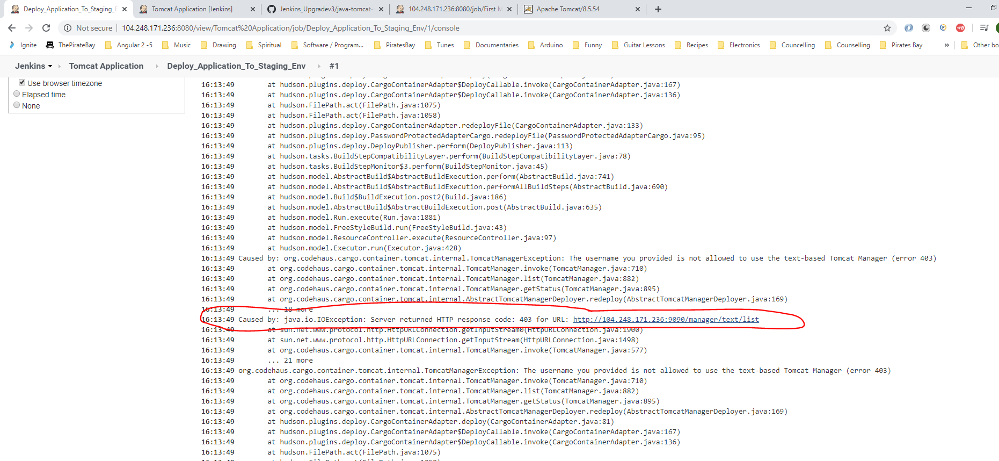 Deploy_Application_To_Staging_E
Tomcat Application [Jenkins]
Jenkins_Upgradev3/java-tomcat-
104.248.171.236:8080/job/First M
Apache Tomcat/8.5.54
Not secure
104.248.171.236:8080/view/Tomcat%20Application/job/Deploy_Application_To_Staging_Env/1/console
Ignite
ThePirateBay
Angular 2 -5
Music
Drawing
Spiritual
Software / Program...
PiratesBay
Tunes
Documentaries
Arduino
Funny
Guitar Lessons
Recipes
Electronics
Councelling
Counselling
Pirates Bay
»
Other bo
Jenkins
Tomcat Application
Deploy_Application_To_Staging_Env
#1
Use browser timezone
Elapsed time
None
16:13:49 at hudson.plugins.deploy.CargoContainerAdapter$DeployCallable.invoke(CargoContainerAdapter.java:167)
16:13:49 at hudson.plugins.deploy.CargoContainerAdapter$DeployCallable.invoke(CargoContainerAdapter.java:136)
16:13:49 at hudson.FilePath.act(FilePath.java:1075)
16:13:49 at hudson.FilePath.act(FilePath.java:1058)
16:13:49 at hudson.plugins.deploy.CargoContainerAdapter.redeployFile(CargoContainerAdapter.java:133)
16:13:49 at hudson.plugins.deploy.PasswordProtectedAdapterCargo.redeployFile(PasswordProtectedAdapterCargo.java:95)
16:13:49 at hudson.plugins.deploy.DeployPublisher.perform(DeployPublisher.java:113)
16:13:49 at hudson.tasks.BuildStepCompatibilityLayer.perform(BuildStepCompatibilityLayer.java:78)
16:13:49 at hudson.tasks.BuildStepMonitor$3.perform(BuildStepMonitor.java:45)
16:13:49 at hudson.model.AbstractBuild$AbstractBuildExecution.perform(AbstractBuild.java:741)
16:13:49 at hudson.model.AbstractBuild$AbstractBuildExecution.performAllBuildSteps(AbstractBuild.java:690)
16:13:49 at hudson.model.Build$BuildExecution.post2(Build.java:186)
16:13:49 at hudson.model.AbstractBuild$AbstractBuildExecution.post(AbstractBuild.java:635)
16:13:49 at hudson.model.Run.execute(Run.java:1881)
16:13:49 at hudson.model.FreeStyleBuild.run(FreeStyleBuild.java:43)
16:13:49 at hudson.model.ResourceController.execute(ResourceController.java:97)
16:13:49 at hudson.model.Executor.run(Executor.java:428)
16:13:49 Caused by: org.codehaus.cargo.container.tomcat.internal.TomcatManagerException: The username you provided is not allowed to use the text-based Tomcat Manager (error 403)
16:13:49 at org.codehaus.cargo.container.tomcat.internal.TomcatManager.invoke(TomcatManager.java:710)
16:13:49 at org.codehaus.cargo.container.tomcat.internal.TomcatManager.list(TomcatManager.java:882)
16:13:49 at org.codehaus.cargo.container.tomcat.internal.TomcatManager.getStatus(TomcatManager.java:895)
16:13:49 at org.codehaus.cargo.container.tomcat.internal.AbstractTomcatManagerDeployer.redeploy(AbstractTomcatManagerDeployer.java:169)
16:13:49 ... 18 more
16:13:49 Caused by: java.io.IOException: Server returned HTTP response code: 403 for URL: http://104.248.171.236:9090/manager/text/list
16:13:49 at sun.net.www.protocol.http.HttpURLConnection.getInputStream0(HttpURLConnection.java:1900)
16:13:49 at sun.net.www.protocol.http.HttpURLConnection.getInputStream(HttpURLConnection.java:1498)
16:13:49 at org.codehaus.cargo.container.tomcat.internal.TomcatManager.invoke(TomcatManager.java:577)
16:13:49 ... 21 more
16:13:49 org.codehaus.cargo.container.tomcat.internal.TomcatManagerException: The username you provided is not allowed to use the text-based Tomcat Manager (error 403)
16:13:49 at org.codehaus.cargo.container.tomcat.internal.TomcatManager.invoke(TomcatManager.java:710)
16:13:49 at org.codehaus.cargo.container.tomcat.internal.TomcatManager.list(TomcatManager.java:882)
16:13:49 at org.codehaus.cargo.container.tomcat.internal.TomcatManager.getStatus(TomcatManager.java:895)
16:13:49 at org.codehaus.cargo.container.tomcat.internal.AbstractTomcatManagerDeployer.redeploy(AbstractTomcatManagerDeployer.java:169)
16:13:49 at hudson.plugins.deploy.CargoContainerAdapter.deploy(CargoContainerAdapter.java:81)
16:13:49 at hudson.plugins.deploy.CargoContainerAdapter$DeployCallable.invoke(CargoContainerAdapter.java:167)
16:13:49 at hudson.plugins.deploy.CargoContainerAdapter$DeployCallable.invoke(CargoContainerAdapter.java:136)
16:13:49 at hudson.FilePath.act(FilePath.java:1075)